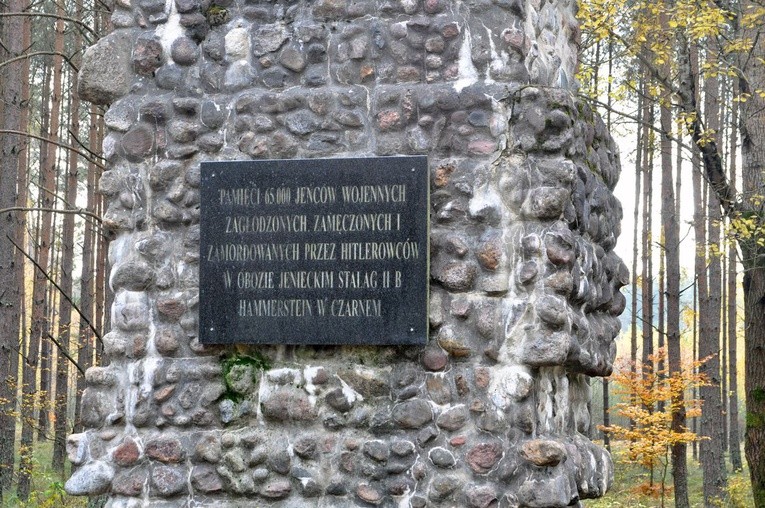 PAMIĘCI 65 000 JEŃCÓW WOJENNYCH
ZAGŁODZONYCH, ZAMĘCZONYCH I
ZAMORDOWANYCH PRZEZ HITLEROWCÓW
W OBOZIE JENIECKIM STALAG II B
HAMMERSTEIN W CZARNEM